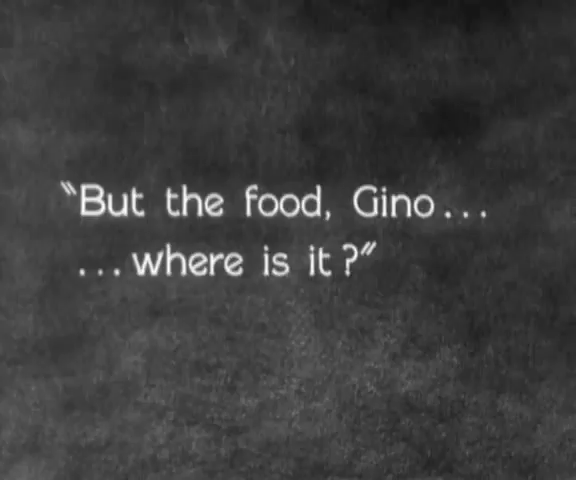 "But the food, Gino...
...where is it?"